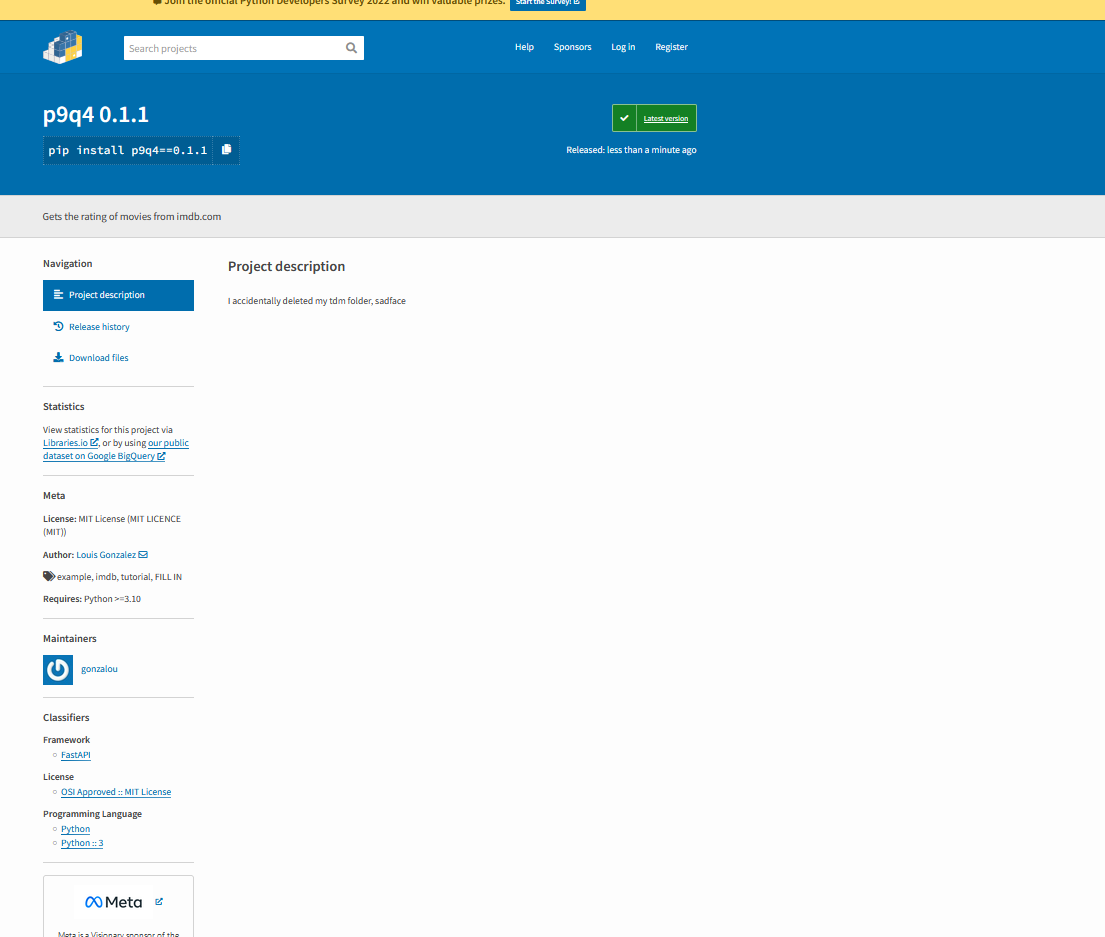 Join the official Python Developers Survey 2022 and win valuable prizes. Start the Survey!
Search projects
Help Sponsors Log in Register
p9q4 0.1.1
Latest version
pip install p9q4==0.1.1
Released: less than a minute ago
Gets the rating of movies from imdb.com
Navigation
Project description
Release history
Download files
Statistics
View statistics for this project via
Libraries.io, or by using our public
dataset on Google BigQuery
Meta
License: MIT License (MIT LICENCE
(MIT))
Author: Louis Gonzalez
example, imdb, tutorial, FILL IN
Requires: Python >=3.10
Maintainers
gonzalou
Classifiers
Framework
FastAPI
License
OSI Approved :: MIT License
Programming Language
Python
Python :: 3
Meta
Meta is a Visionary sponsor of the
Project description
I accidentally deleted my tdm folder, sadface